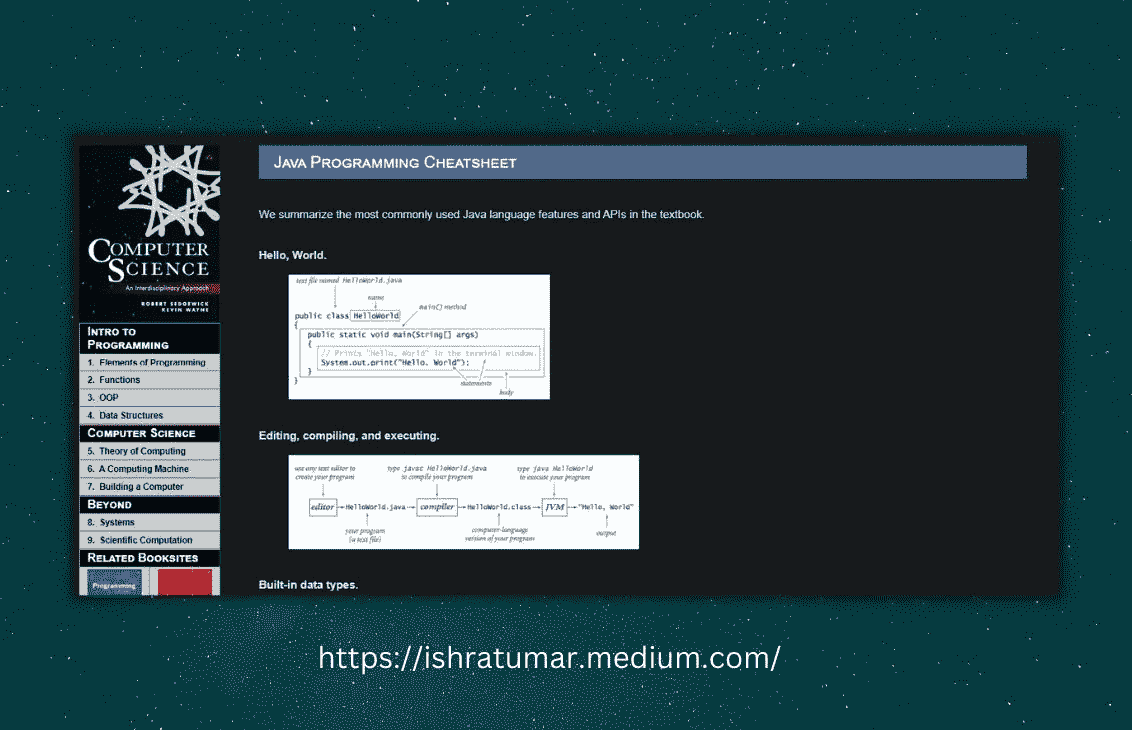 COMPUTER
SCIENCE
An Interdisciplinary Approach
ROBERT SEDGEWICK
KEVIN WAYNE
INTRO TO
PROGRAMMING
1. Elements of Programming
2. Functions
3. OOP
4. Data Structures
COMPUTER SCIENCE
5. Theory of Computing
6. A Computing Machine
7. Building a Computer
BEYOND
8. Systems
9. Scientific Computation
RELATED BOOKSITES
Programming
JAVA PROGRAMMING CHEATSHEET
We summarize the most commonly used Java language features and APIs in the textbook.
Hello, World.
text file named HelloWorld.java
name
main() method
public class HelloWorld
{
public static void main(String[] args)
{
// Prints "Hello, World" in the terminal window.
System.out.print("Hello, World");
}
}
statements
body
Editing, compiling, and executing.
use any text editor to
create your program
type javac HelloWorld.java
to compile your program
type java HelloWorld
to execute your program
editor HelloWorld.java compiler HelloWorld.class JVM "Hello, World"
your program
(a text file)
computer-language
version of your program
output
Built-in data types.
https://ishratumar.medium.com/